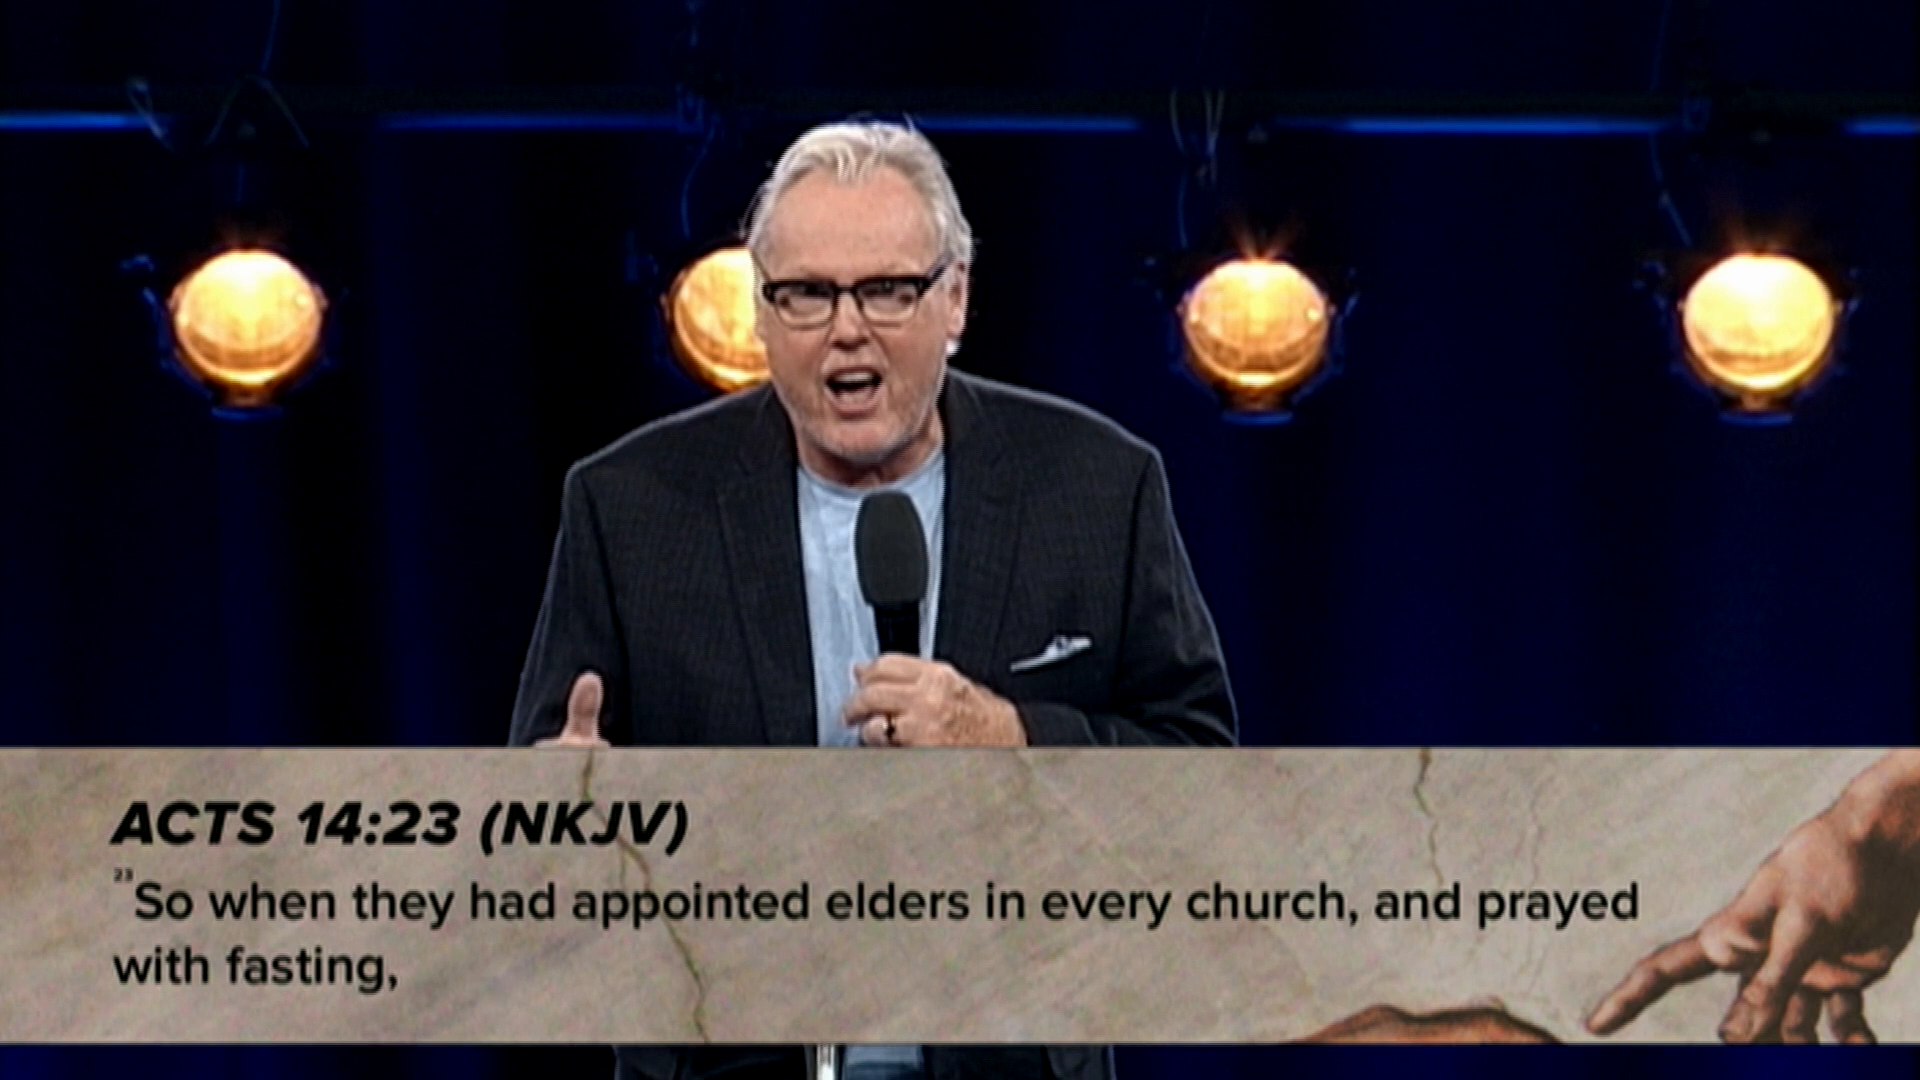 ACTS 14:23 (NKJV)
²³So when they had appointed elders in every church, and prayed
with fasting,